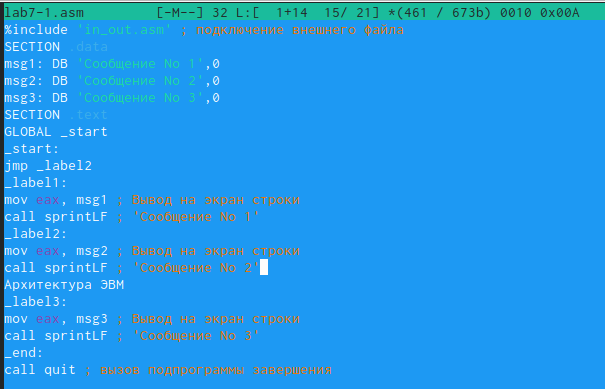 lab7-1.asm [-M--] 32 L:[ 1+14 15/ 21] *(461 / 673b) 0010 0x00A
%include 'in_out.asm' ; подключение внешнего файла
SECTION .data
msg1: DB 'Сообщение No 1',0
msg2: DB 'Сообщение No 2',0
msg3: DB 'Сообщение No 3',0
SECTION .text
GLOBAL _start
_start:
jmp _label2
_label1:
mov eax, msg1 ; Вывод на экран строки
call sprintLF ; 'Сообщение No 1'
_label2:
mov eax, msg2 ; Вывод на экран строки
call sprintLF ; 'Сообщение No 2'
Архитектура ЭВМ
_label3:
mov eax, msg3 ; Вывод на экран строки
call sprintLF ; 'Сообщение No 3'
_end:
call quit ; вызов подпрограммы завершения